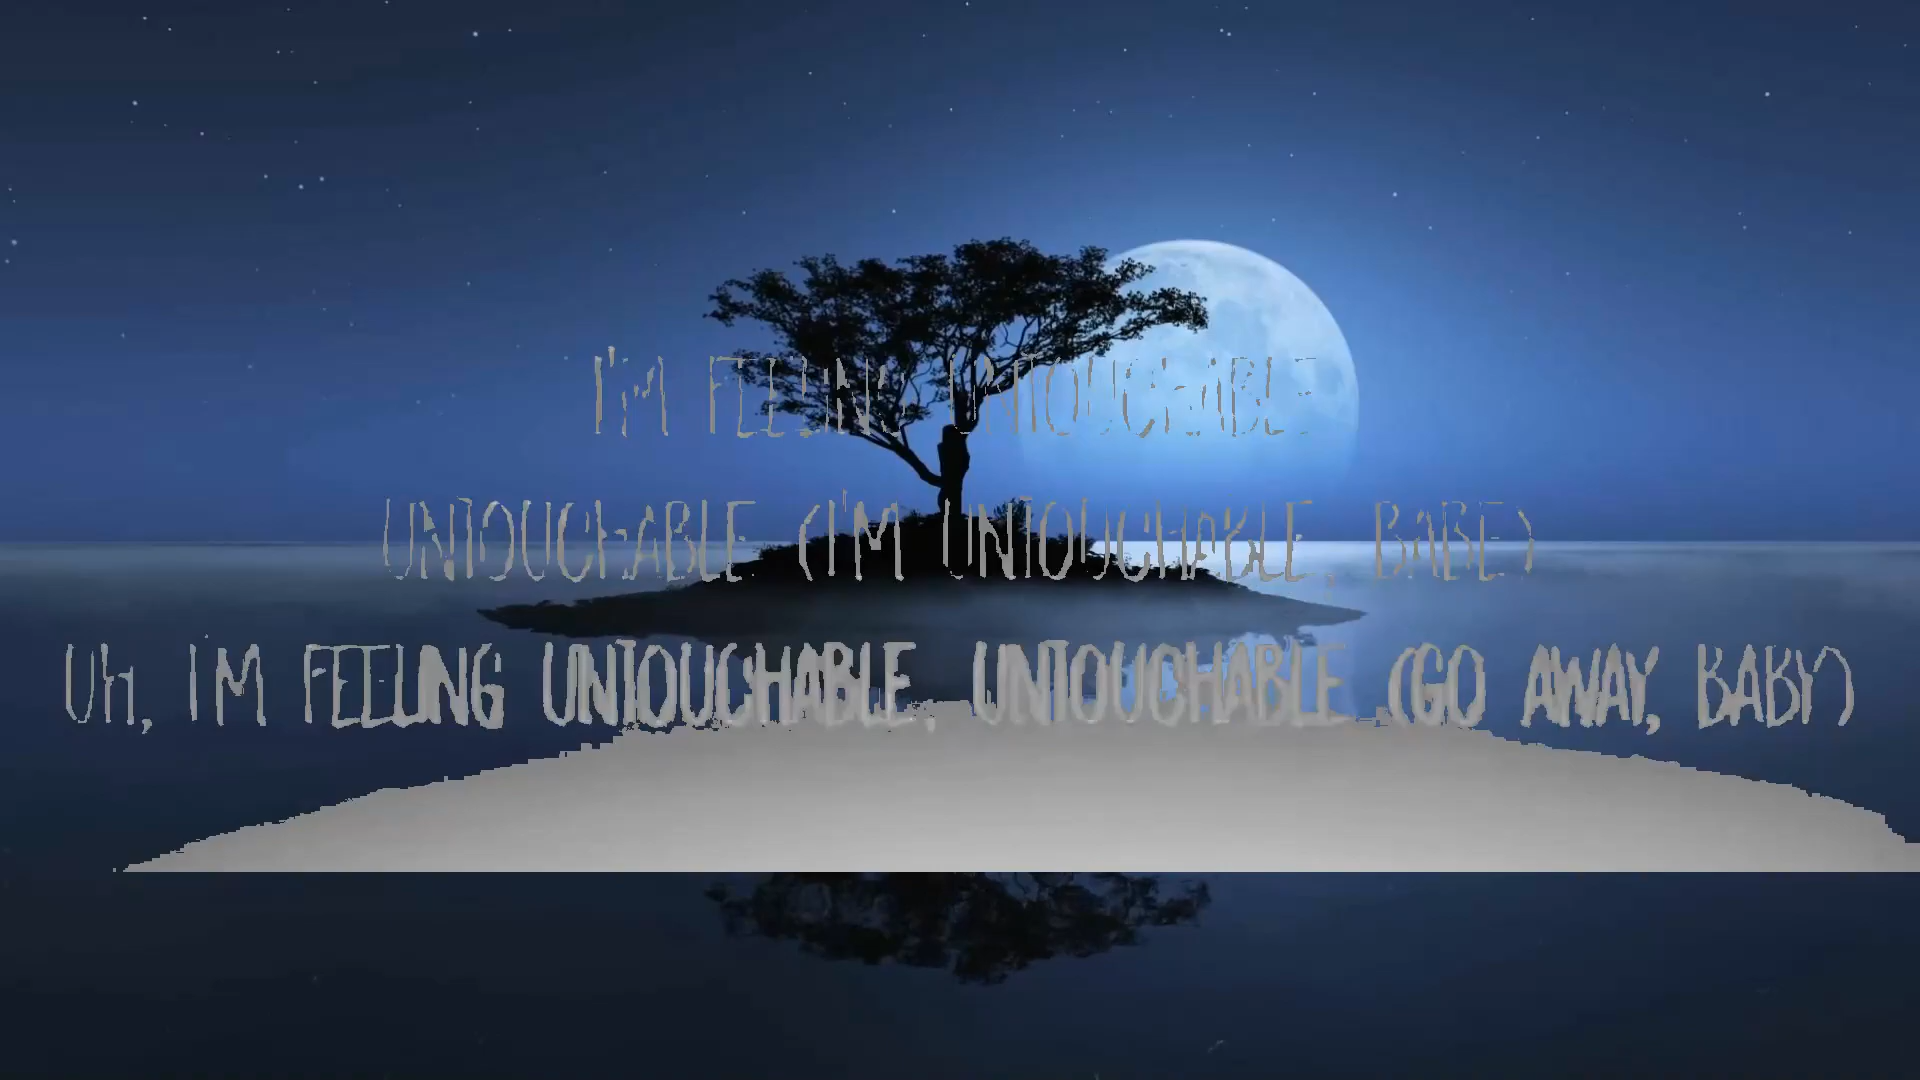 I'M FEELING UNTOUCHABLE
UNTOUCHABLE (I'M UNTOUCHABLE, BABE)
UH, I'M FEELING UNTOUCHABLE, UNTOUCHABLE (GO AWAY, BABY)